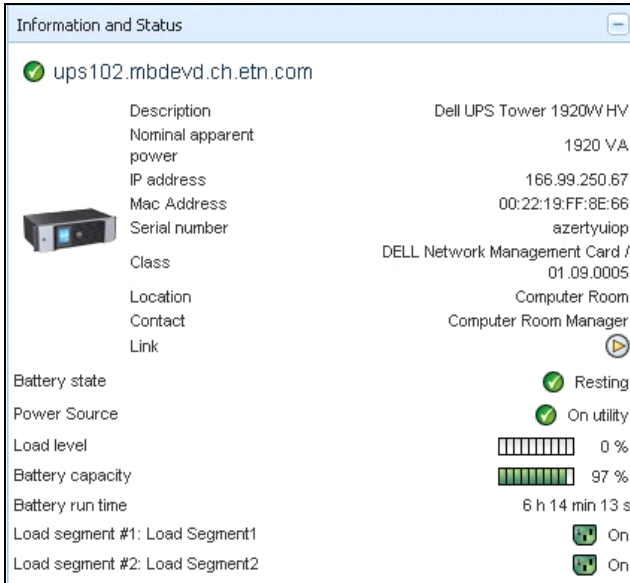 Information and Status
ups102.mbdevd.ch.etn.com
Description Dell UPS Tower 1920W HV
Nominal apparent
power 1920 VA
IP address 166.99.250.67
Mac Address 00:22:19:FF:8E:66
Serial number azertyuiop
Class DELL Network Management Card /
01.09.0005
Location Computer Room
Contact Computer Room Manager
Link
Battery state Resting
Power Source On utility
Load level 0 %
Battery capacity 97 %
Battery run time 6 h 14 min 13 s
Load segment #1: Load Segment1 On
Load segment #2: Load Segment2 On